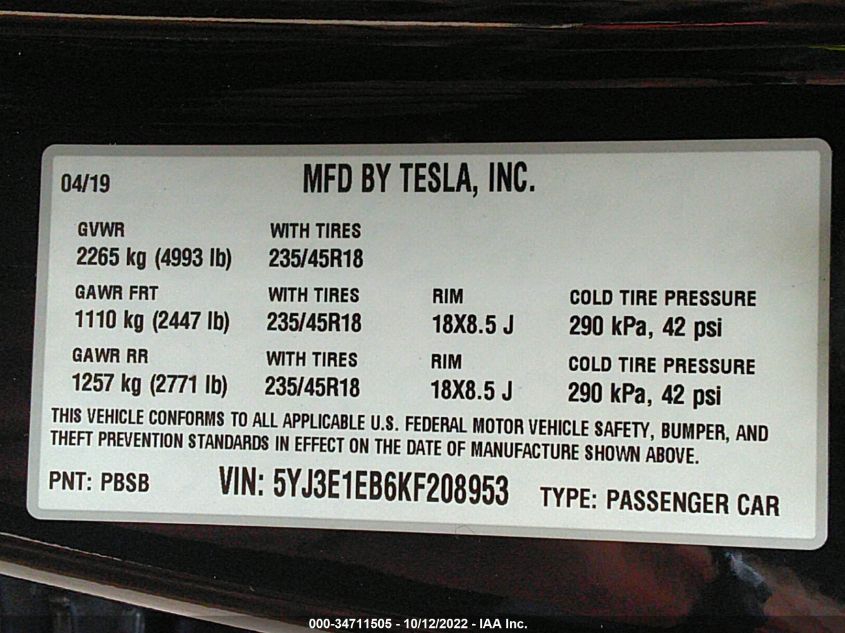 04/19 MFD BY TESLA, INC.
GVWR WITH TIRES
2265 kg (4993 lb) 235/45R18
GAWR FRT WITH TIRES RIM COLD TIRE PRESSURE
1110 kg (2447 lb) 235/45R18 18X8.5 J 290 kPa, 42 psi
GAWR RR WITH TIRES RIM COLD TIRE PRESSURE
1257 kg (2771 lb) 235/45R18 18X8.5 J 290 kPa, 42 psi
THIS VEHICLE CONFORMS TO ALL APPLICABLE U.S. FEDERAL MOTOR VEHICLE SAFETY, BUMPER, AND
THEFT PREVENTION STANDARDS IN EFFECT ON THE DATE OF MANUFACTURE SHOWN ABOVE.
PNT: PBSB VIN: 5YJ3E1EB6KF208953 TYPE: PASSENGER CAR
000-34711505 - 10/12/2022 - IAA Inc.